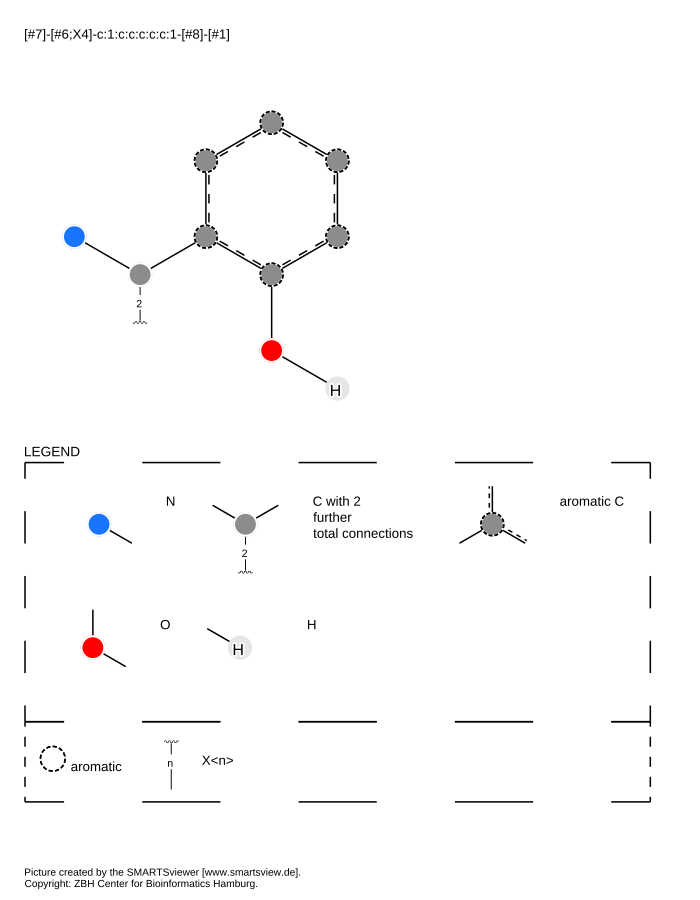 [#7]-[#6;X4]-c:1:c:c:c:c:c:1-[#8]-[#1]
2
H
LEGEND
N
C with 2
further
total connections
aromatic C
2
O
H
H
aromatic
n
X<n>
Picture created by the SMARTSviewer [www.smartsview.de].
Copyright: ZBH Center for Bioinformatics Hamburg.